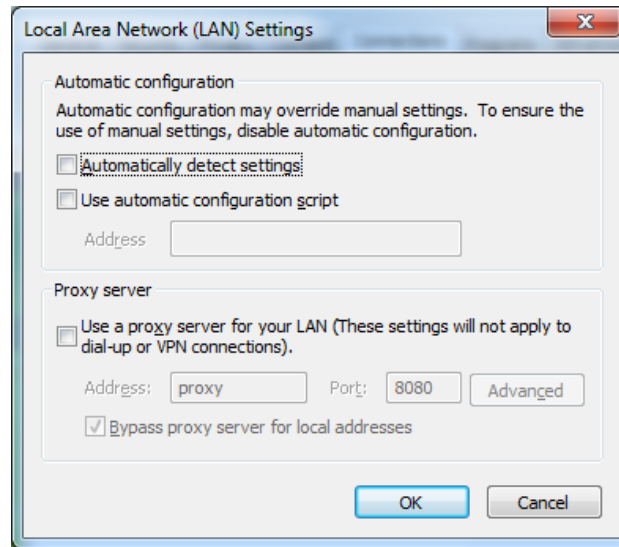 Local Area Network (LAN) Settings
Automatic configuration
Automatic configuration may override manual settings. To ensure the
use of manual settings, disable automatic configuration.
Automatically detect settings
Use automatic configuration script
Address
Proxy server
Use a proxy server for your LAN (These settings will not apply to
dial-up or VPN connections).
Address: proxy Port: 8080 Advanced
Bypass proxy server for local addresses
OK Cancel